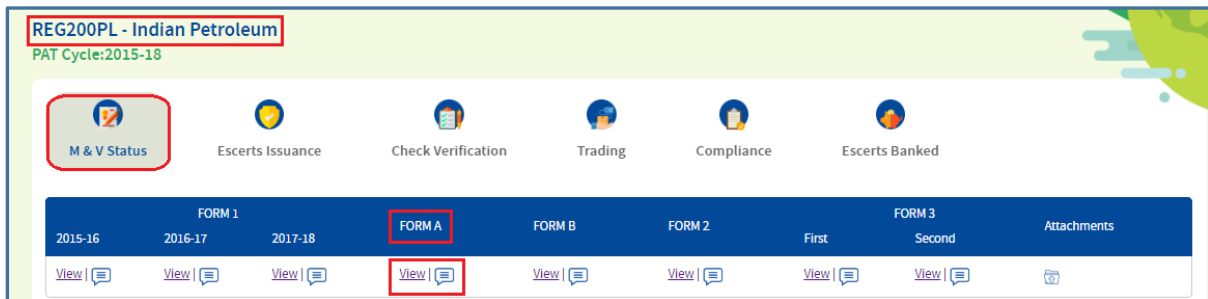 REG200PL - Indian Petroleum
PAT Cycle:2015-18
M & V Status Escerts Issuance Check Verification Trading Compliance Escerts Banked
FORM 1 FORM A FORM B FORM 2 FORM 3 Attachments
2015-16 2016-17 2017-18 First Second
View | View | View | View | View | View | View | View |